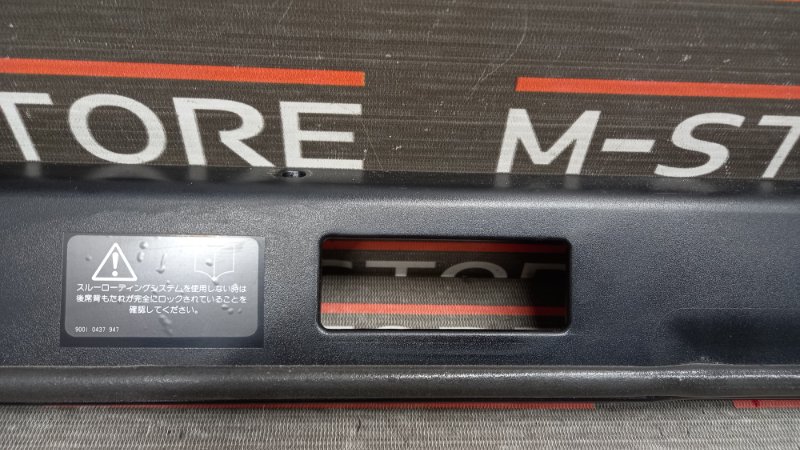 TORE M-ST
スルーローディングシステムを使用しない時は
後席背もたれが完全にロックされていることを
確認してください。
9001 0437 947
STORE